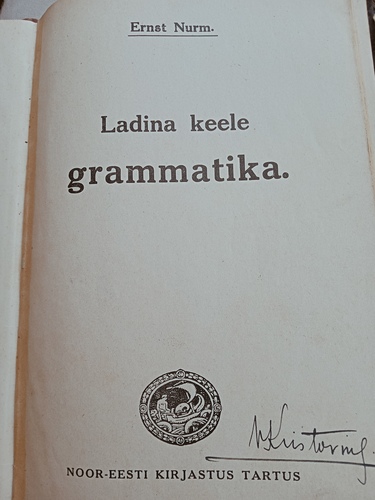 Ernst Nurm.
Ladina keele
grammatika.
NOOR-EESTI KIRJASTUS TARTUS